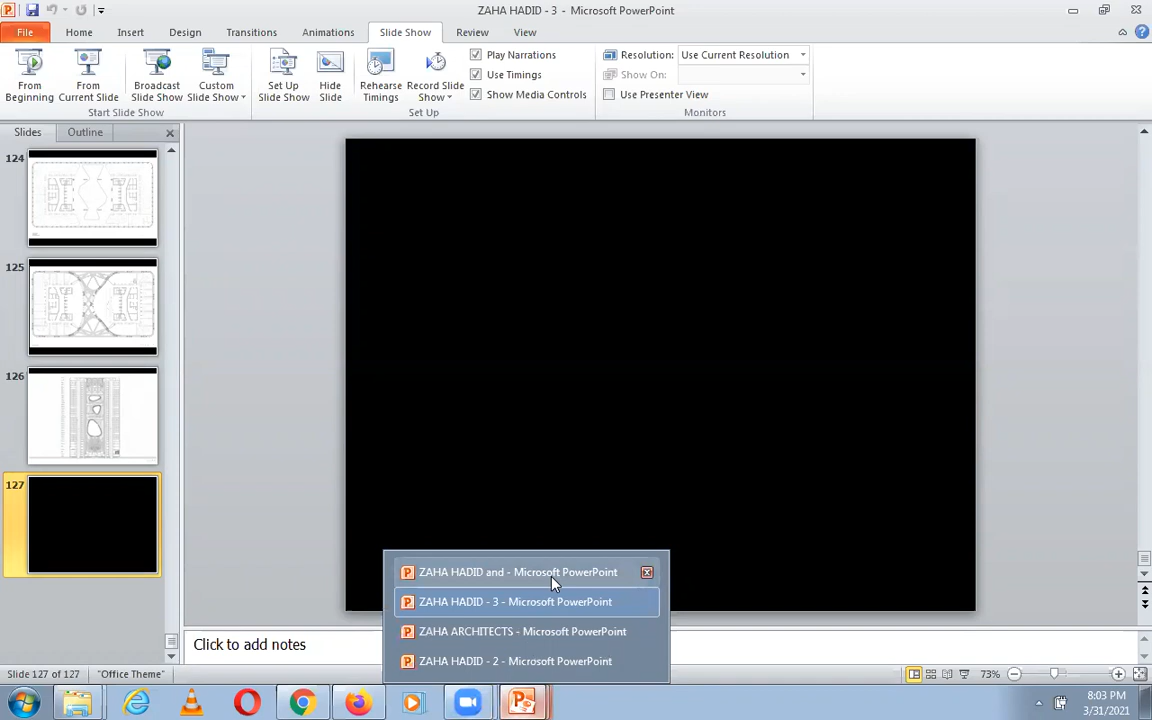 ZAHA HADID - 3 - Microsoft PowerPoint
File Home Insert Design Transitions Animations Slide Show Review View
From Beginning
From Current Slide
Broadcast Slide Show
Custom Slide Show
Set Up Slide Show
Hide Slide
Rehearse Timings
Record Slide Show
Play Narrations
Use Timings
Show Media Controls
Resolution: Use Current Resolution
Show On:
Use Presenter View
Start Slide Show
Set Up
Monitors
Slides Outline
124
125
126
127
ZAHA HADID and - Microsoft PowerPoint
ZAHA HADID - 3 - Microsoft PowerPoint
ZAHA ARCHITECTS - Microsoft PowerPoint
ZAHA HADID - 2 - Microsoft PowerPoint
Click to add notes
Slide 127 of 127 "Office Theme" 73%
8:03 PM
3/31/2021